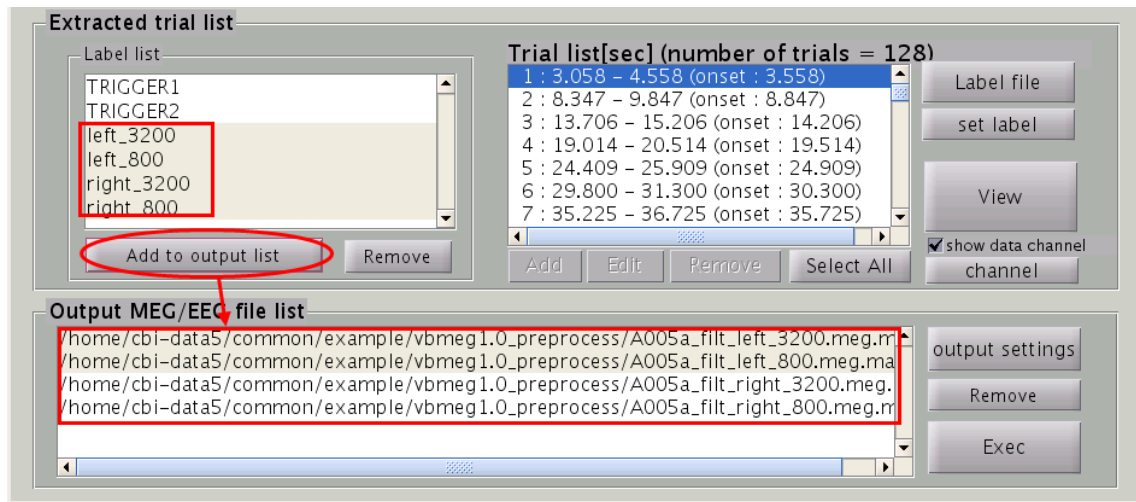 Extracted trial list
Label list
TRIGGER1
TRIGGER2
left_3200
left_800
right_3200
right_800
Add to output list
Remove
Trial list[sec] (number of trials = 128)
1 : 3.058 – 4.558 (onset : 3.558)
2 : 8.347 – 9.847 (onset : 8.847)
3 : 13.706 – 15.206 (onset : 14.206)
4 : 19.014 – 20.514 (onset : 19.514)
5 : 24.409 – 25.909 (onset : 24.909)
6 : 29.800 – 31.300 (onset : 30.300)
7 : 35.225 – 36.725 (onset : 35.725)
Add
Edit
Remove
Select All
Label file
set label
View
show data channel
channel
Output MEG/EEG file list
/home/cbi-data5/common/example/vbmeg1.0_preprocess/A005a_filt_left_3200.meg.m
/home/cbi-data5/common/example/vbmeg1.0_preprocess/A005a_filt_left_800.meg.ma
/home/cbi-data5/common/example/vbmeg1.0_preprocess/A005a_filt_right_3200.meg.
/home/cbi-data5/common/example/vbmeg1.0_preprocess/A005a_filt_right_800.meg.m
output settings
Remove
Exec